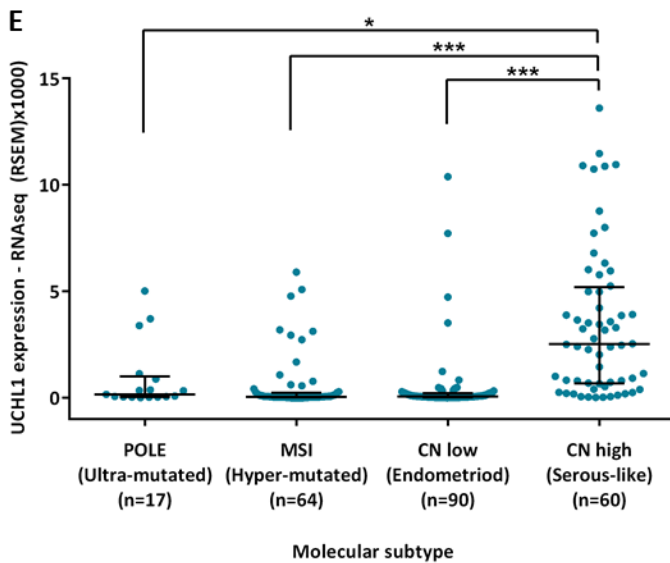 E
*
***
***
UCHL1 expression - RNAseq (RSEM)x1000)
15
10
5
0
POLE
(Ultra-mutated)
(n=17)
MSI
(Hyper-mutated)
(n=64)
CN low
(Endometriod)
(n=90)
CN high
(Serous-like)
(n=60)
Molecular subtype